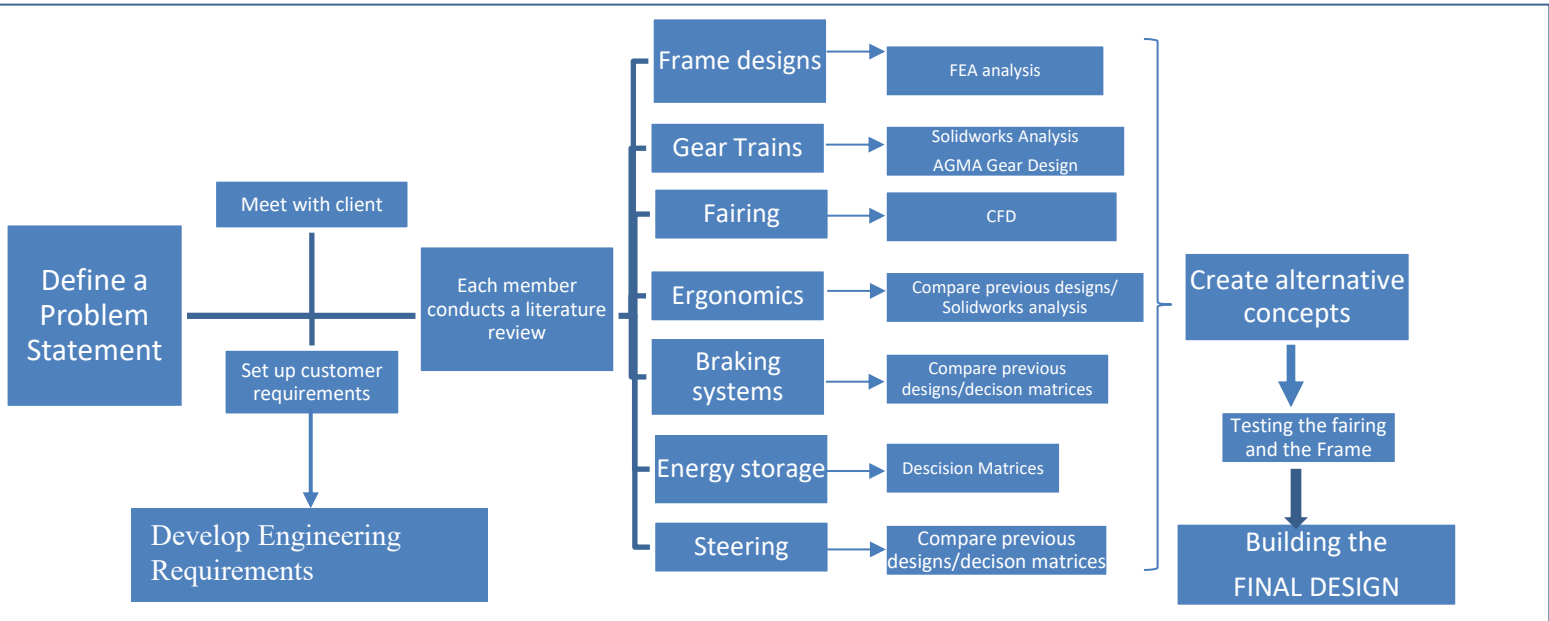 Define a
Problem
Statement
Meet with client
Set up customer
requirements
Develop Engineering
Requirements
Each member
conducts a literature
review
Frame designs
FEA analysis
Gear Trains
Solidworks Analysis
AGMA Gear Design
Fairing
CFD
Ergonomics
Compare previous designs/
Solidworks analysis
Braking
systems
Compare previous
designs/decison matrices
Energy storage
Descision Matrices
Steering
Compare previous
designs/decison matrices
Create alternative
concepts
Testing the fairing
and the Frame
Building the
FINAL DESIGN